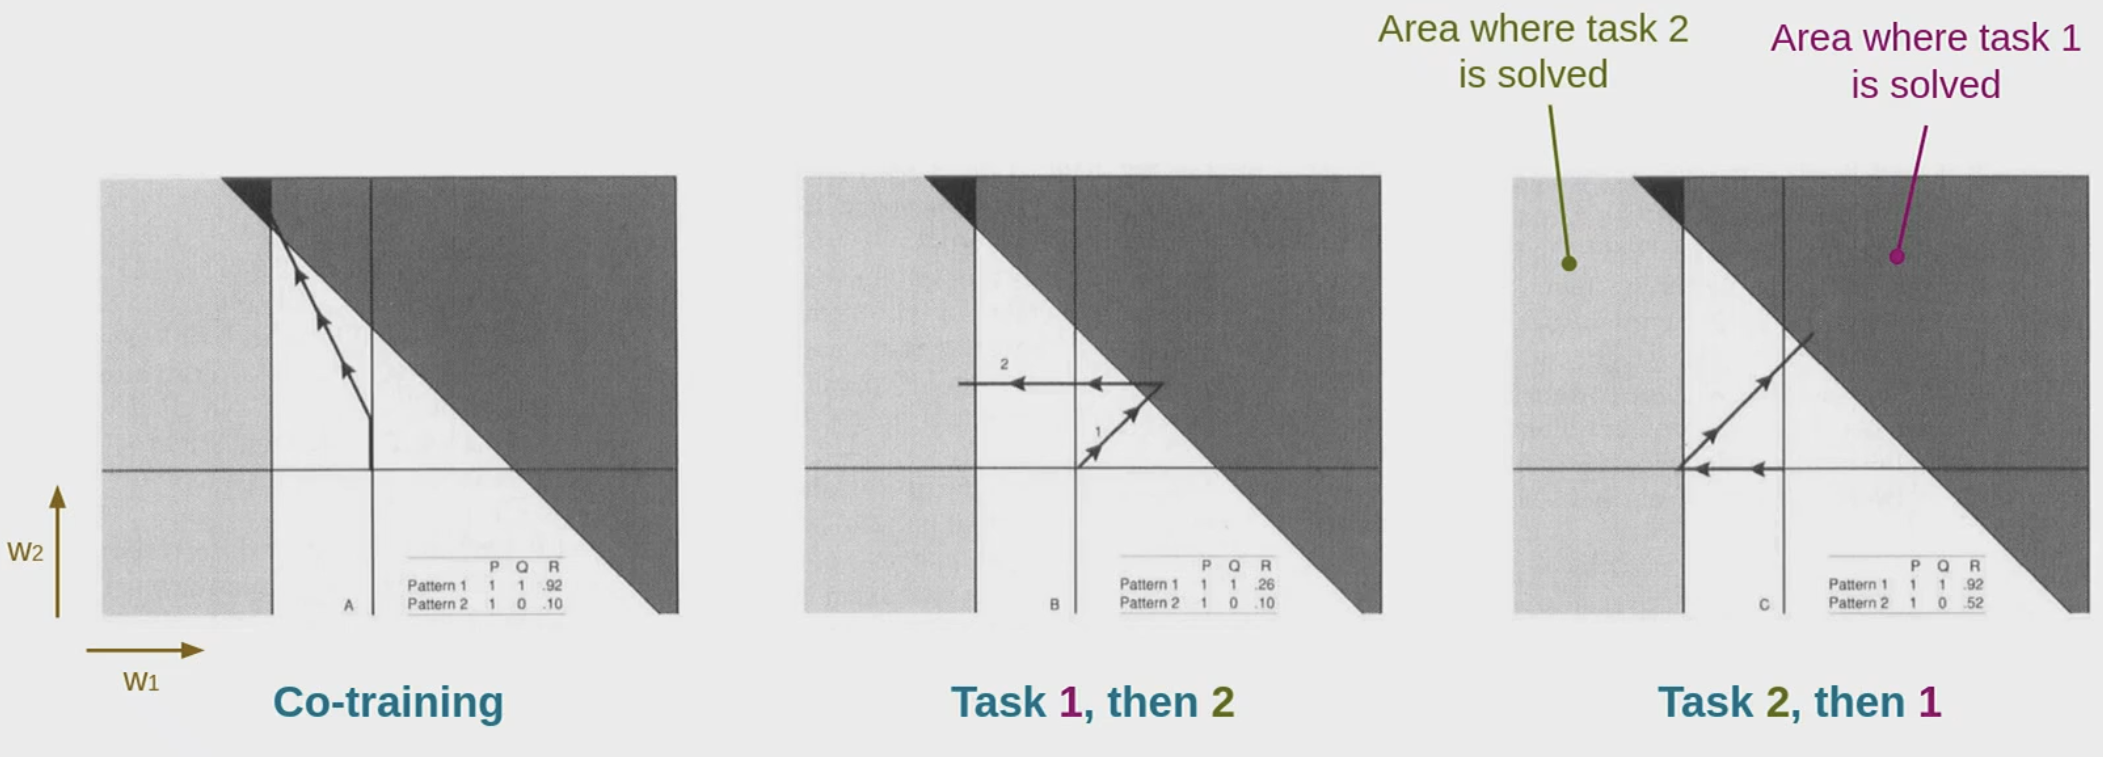 Area where task 2
is solved
Area where task 1
is solved
2
1
P Q R
Pattern 1 1 1 .92
Pattern 2 1 0 .10
A
P Q R
Pattern 1 1 1 .26
Pattern 2 1 0 .10
B
P Q R
Pattern 1 1 1 .92
Pattern 2 1 0 .52
C
W2
W1
Co-training
Task 1, then 2
Task 2, then 1